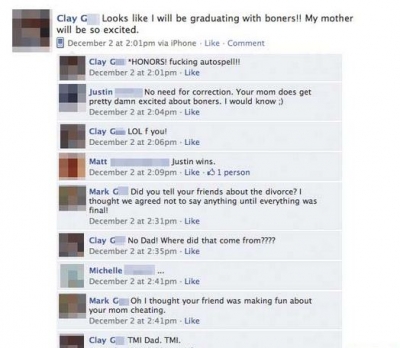 Clay G Looks like I will be graduating with boners!! My mother
will be so excited.
December 2 at 2:01pm via iPhone · Like · Comment
Clay G *HONORS! fucking autospell!!
December 2 at 2:01pm · Like
Justin No need for correction. Your mom does get
pretty damn excited about boners. I would know ;)
December 2 at 2:04pm · Like
Clay G LOL f you!
December 2 at 2:06pm · Like
Matt Justin wins.
December 2 at 2:09pm · Like · 1 person
Mark G Did you tell your friends about the divorce? I
thought we agreed not to say anything until everything was
final!
December 2 at 2:31pm · Like
Clay G No Dad! Where did that come from????
December 2 at 2:35pm · Like
Michelle ...
December 2 at 2:41pm · Like
Mark G Oh I thought your friend was making fun about
your mom cheating.
December 2 at 2:41pm · Like
Clay G TMI Dad. TMI.